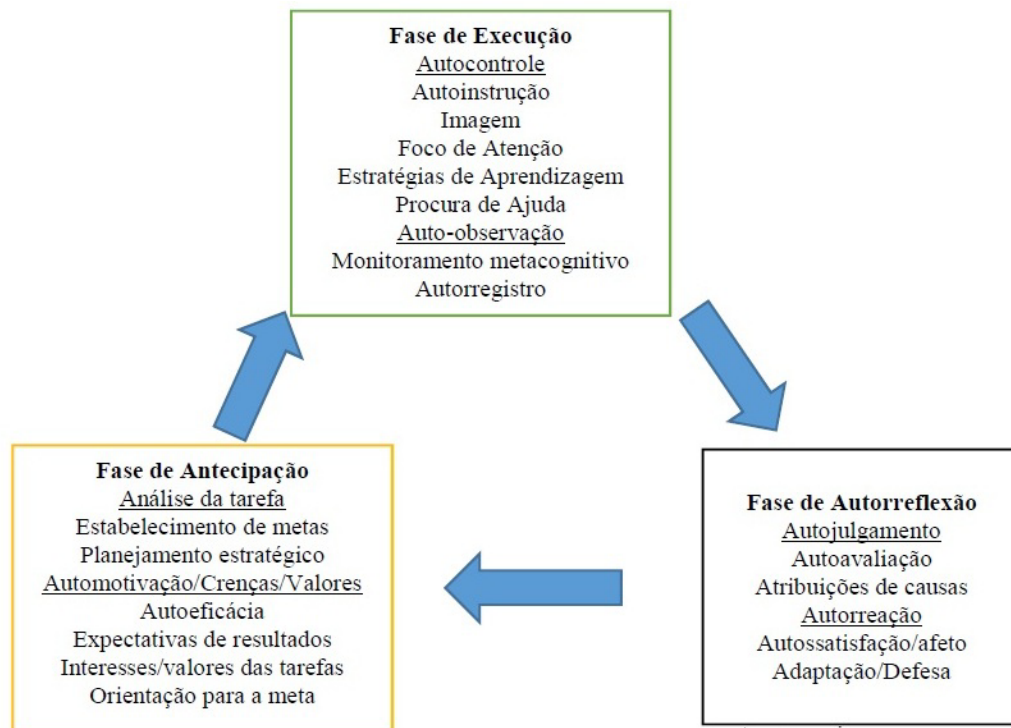 Fase de Execução
Autocontrole
Autoinstrução
Imagem
Foco de Atenção
Estratégias de Aprendizagem
Procura de Ajuda
Auto-observação
Monitoramento metacognitivo
Autorregistro
Fase de Antecipação
Análise da tarefa
Estabelecimento de metas
Planejamento estratégico
Automotivação/Crenças/Valores
Autoeficácia
Expectativas de resultados
Interesses/valores das tarefas
Orientação para a meta
Fase de Autorreflexão
Autojulgamento
Autoavaliação
Atribuições de causas
Autorreação
Autossatisfação/afeto
Adaptação/Defesa